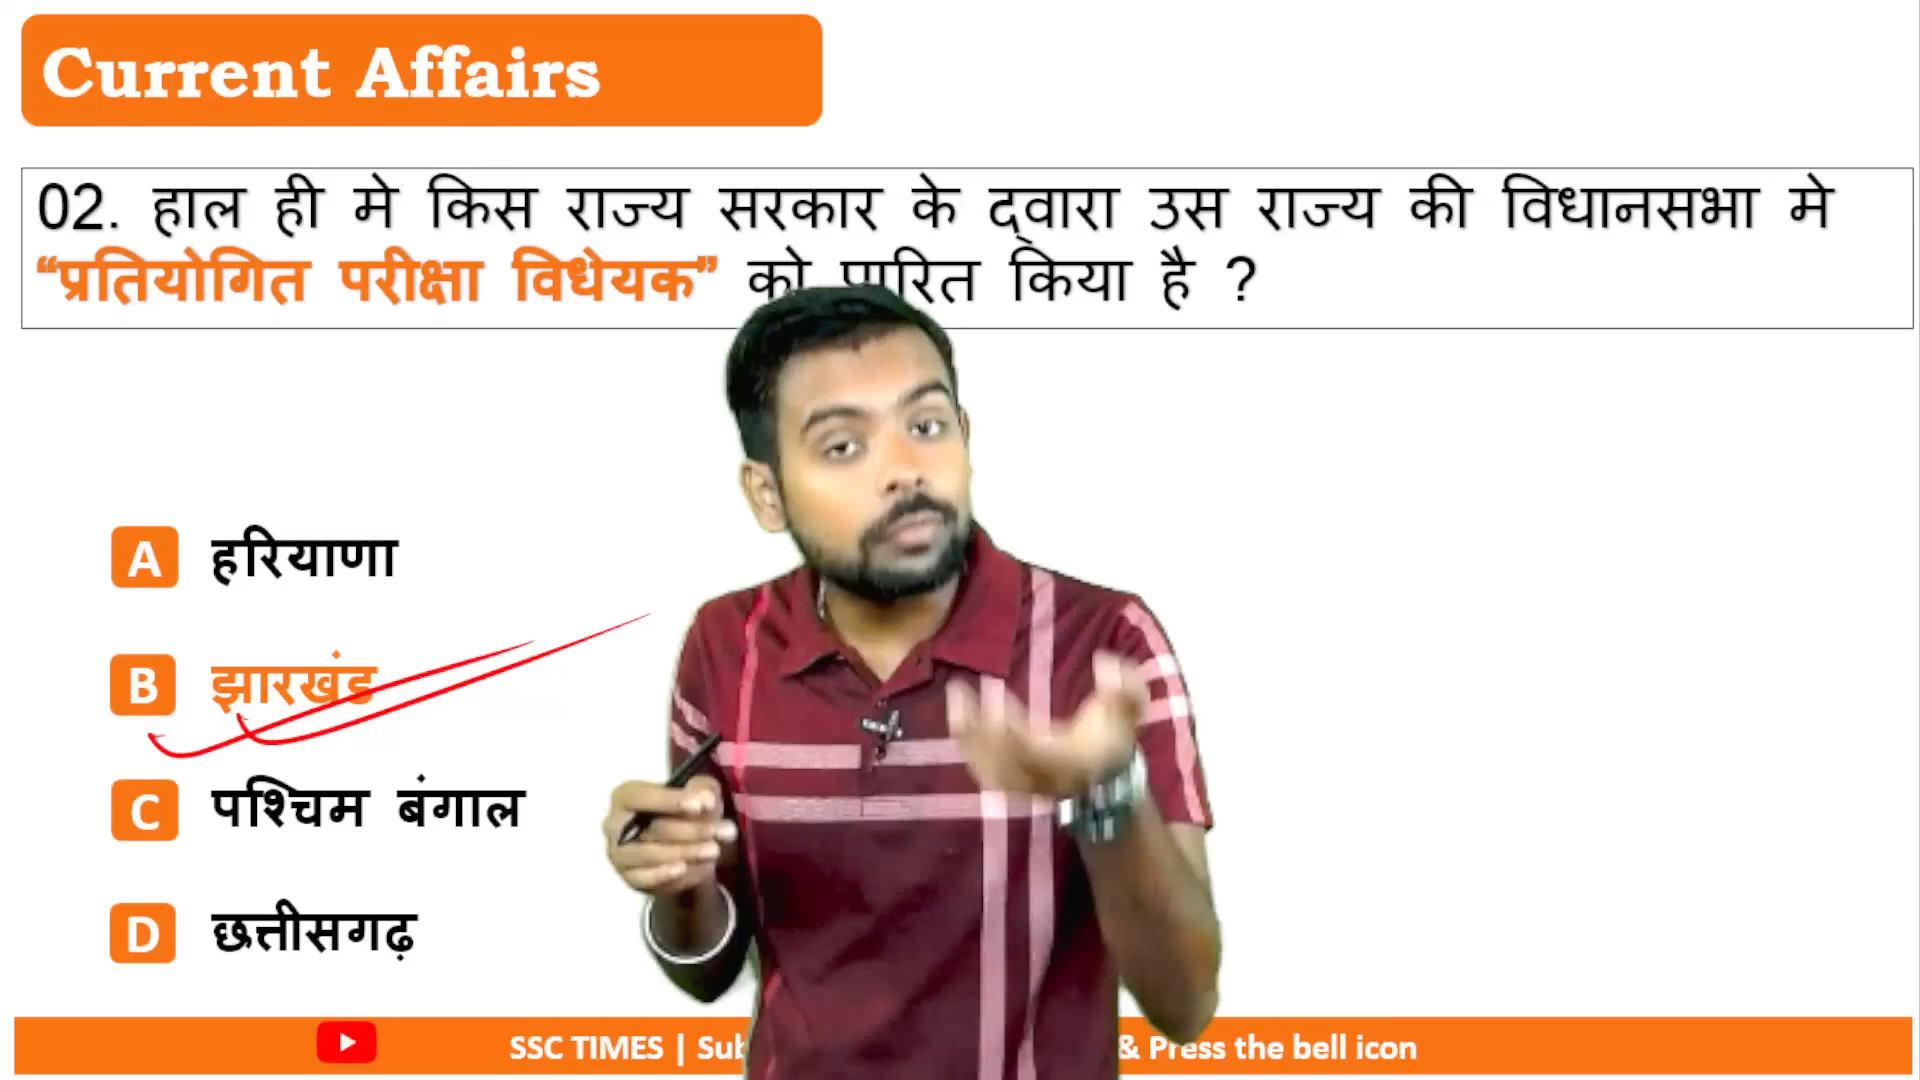 Current Affairs
02. हाल ही मे किस राज्य सरकार के द्वारा उस राज्य की विधानसभा मे
“प्रतियोगित परीक्षा विधेयक” को पारित किया है ?
A हरियाणा
B झारखंड
C पश्चिम बंगाल
D छत्तीसगढ़
SSC TIMES | & Press the bell icon